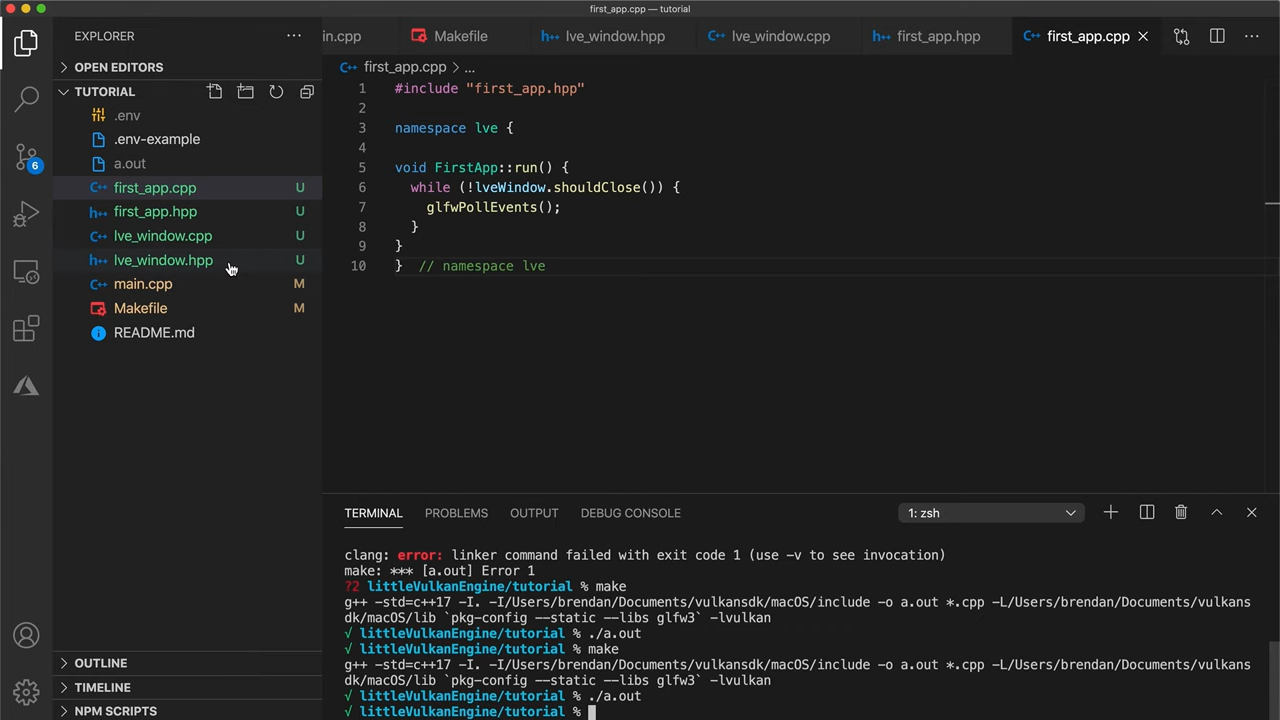 first_app.cpp — tutorial
EXPLORER
in.cpp
Makefile
lve_window.hpp
lve_window.cpp
first_app.hpp
first_app.cpp
OPEN EDITORS
first_app.cpp > ...
TUTORIAL
.env
.env-example
a.out
first_app.cpp U
first_app.hpp U
lve_window.cpp U
lve_window.hpp U
main.cpp M
Makefile M
README.md
6
1 #include "first_app.hpp"
2
3 namespace lve {
4
5 void FirstApp::run() {
6 while (!lveWindow.shouldClose()) {
7 glfwPollEvents();
8 }
9 }
10 } // namespace lve
TERMINAL PROBLEMS OUTPUT DEBUG CONSOLE 1: zsh
clang: error: linker command failed with exit code 1 (use -v to see invocation)
make: *** [a.out] Error 1
?2 littleVulkanEngine/tutorial % make
g++ -std=c++17 -I. -I/Users/brendan/Documents/vulkansdk/macOS/include -o a.out *.cpp -L/Users/brendan/Documents/vulkans
dk/macOS/lib `pkg-config --static --libs glfw3` -lvulkan
√ littleVulkanEngine/tutorial % ./a.out
√ littleVulkanEngine/tutorial % make
g++ -std=c++17 -I. -I/Users/brendan/Documents/vulkansdk/macOS/include -o a.out *.cpp -L/Users/brendan/Documents/vulkans
dk/macOS/lib `pkg-config --static --libs glfw3` -lvulkan
√ littleVulkanEngine/tutorial % ./a.out
√ littleVulkanEngine/tutorial %
OUTLINE
TIMELINE
NPM SCRIPTS